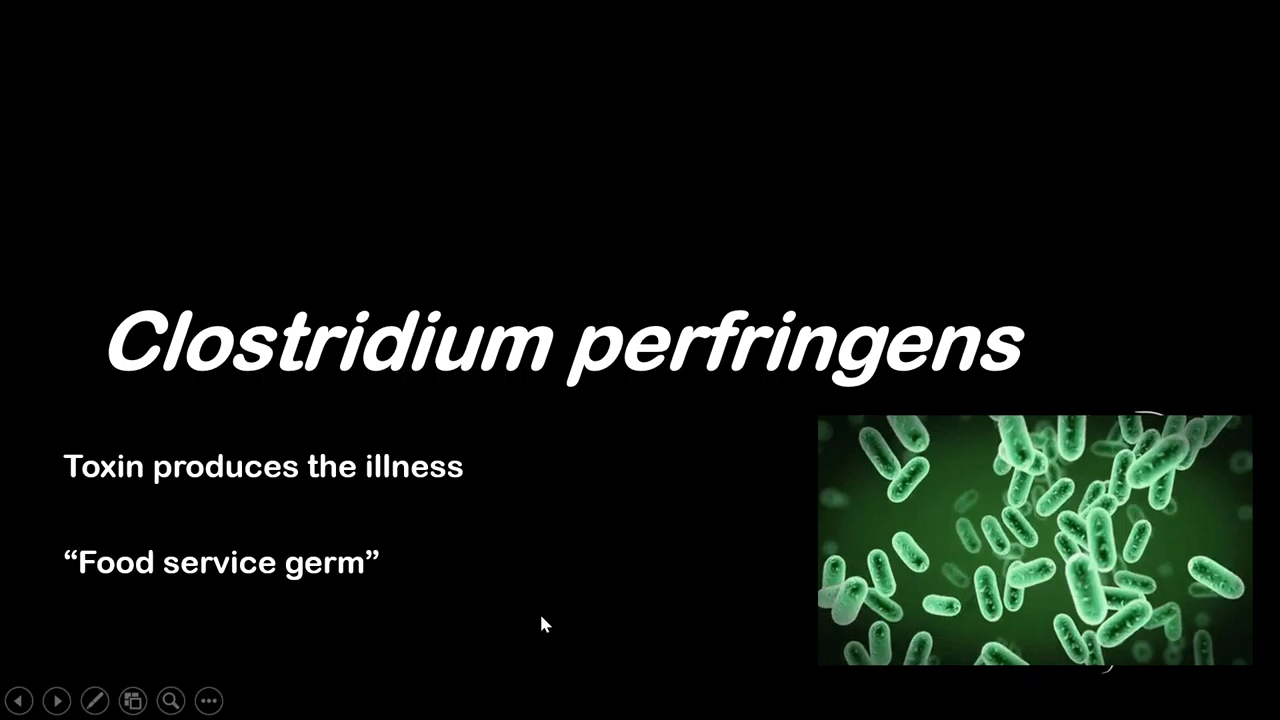 Clostridium perfringens
Toxin produces the illness
“Food service germ”